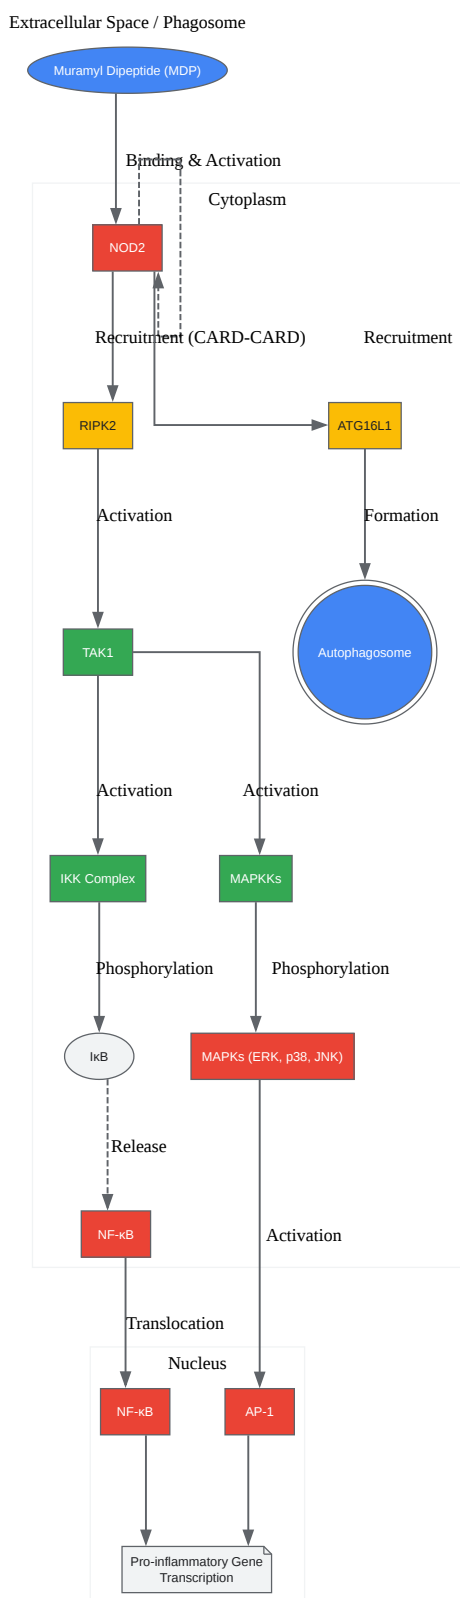 Extracellular Space / Phagosome
Muramyl Dipeptide (MDP)
Binding & Activation
Cytoplasm
NOD2
Recruitment (CARD-CARD)
Recruitment
RIPK2
ATG16L1
Activation
Formation
TAK1
Autophagosome
Activation
Activation
IKK Complex
MAPKKs
Phosphorylation
Phosphorylation
IκB
MAPKs (ERK, p38, JNK)
Release
NF-κB
Activation
Translocation
Nucleus
NF-κB
AP-1
Pro-inflammatory Gene
Transcription